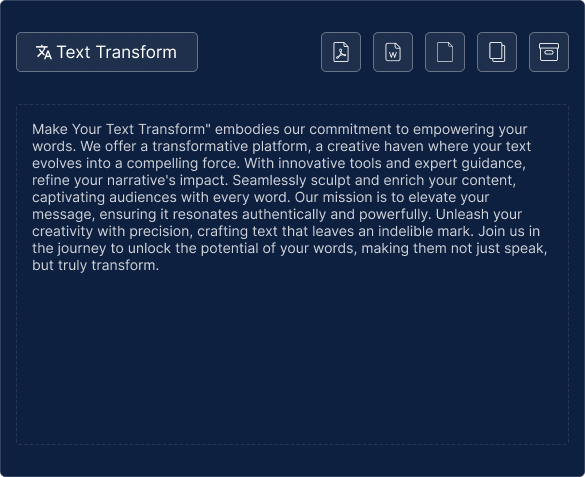 Text Transform
W
Make Your Text Transform" embodies our commitment to empowering your
words. We offer a transformative platform, a creative haven where your text
evolves into a compelling force. With innovative tools and expert guidance,
refine your narrative's impact. Seamlessly sculpt and enrich your content,
captivating audiences with every word. Our mission is to elevate your
message, ensuring it resonates authentically and powerfully. Unleash your
creativity with precision, crafting text that leaves an indelible mark. Join us in
the journey to unlock the potential of your words, making them not just speak,
but truly transform.